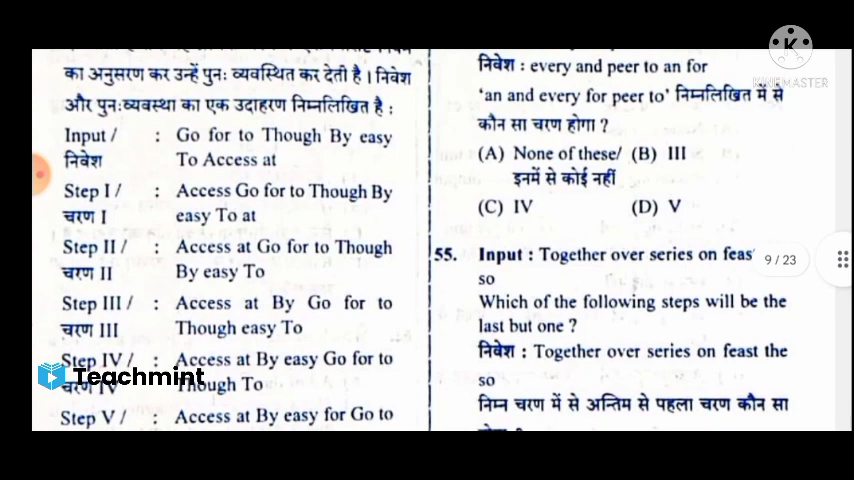 का अनुसरण कर उन्हें पुनः व्यवस्थित कर देती है। निवेश
और पुनःव्यवस्था का एक उदाहरण निम्नलिखित है :
Input / : Go for to Though By easy
निवेश To Access at
Step I / : Access Go for to Though By
चरण I easy To at
Step II / : Access at Go for to Though
चरण II By easy To
Step III / : Access at By Go for to
चरण III Though easy To
Step IV / : Access at By easy Go for to
चरण IV Though To
Step V / : Access at By easy for Go to
Teachmint
निवेश : every and peer to an for
'an and every for peer to' निम्नलिखित में से
कौन सा चरण होगा ?
(A) None of these/ (B) III
इनमें से कोई नहीं
(C) IV (D) V
55. Input : Together over series on feas
so
Which of the following steps will be the
last but one ?
निवेश : Together over series on feast the
so
निम्न चरण में से अन्तिम से पहला चरण कौन सा
9 / 23
K
KINEMASTER